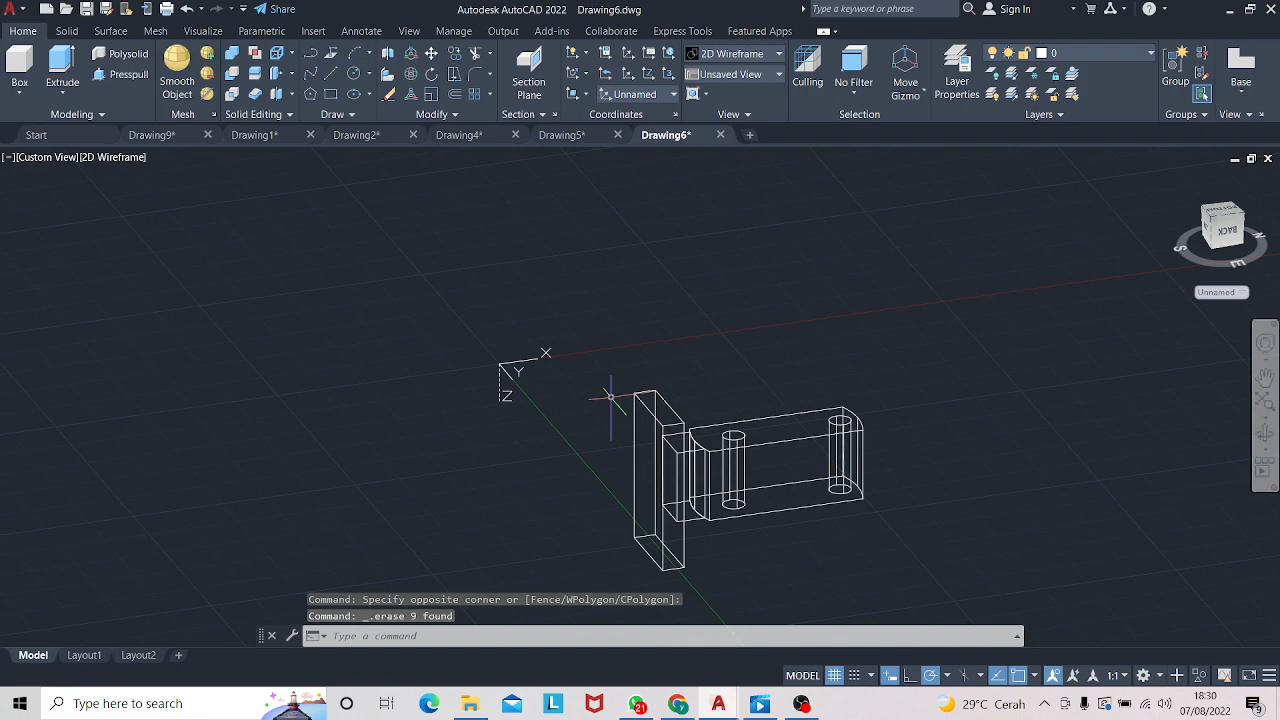 Share
Autodesk AutoCAD 2022 Drawing6.dwg
Type a keyword or phrase
Sign In
Home Solid Surface Mesh Visualize Parametric Insert Annotate View Manage Output Add-ins Collaborate Express Tools Featured Apps
Box
Extrude
Polysolid
Presspull
Smooth Object
Section Plane
2D Wireframe
Unsaved View
Unnamed
Culling
No Filter
Move Gizmo
Layer Properties
0
Group
Base
Modeling Mesh Solid Editing Draw Modify Section Coordinates View Selection Layers Groups View
Start Drawing9* Drawing1* Drawing2* Drawing4* Drawing5* Drawing6*
[−][Custom View][2D Wireframe]
BACK
S
N
E
Unnamed
X
Y
Z
Command: Specify opposite corner or [Fence/WPolygon/CPolygon]:
Command: _.erase 9 found
Type a command
Model Layout1 Layout2
MODEL
1:1
Type here to search
21
29°C Cerah
18:30
07/08/2022